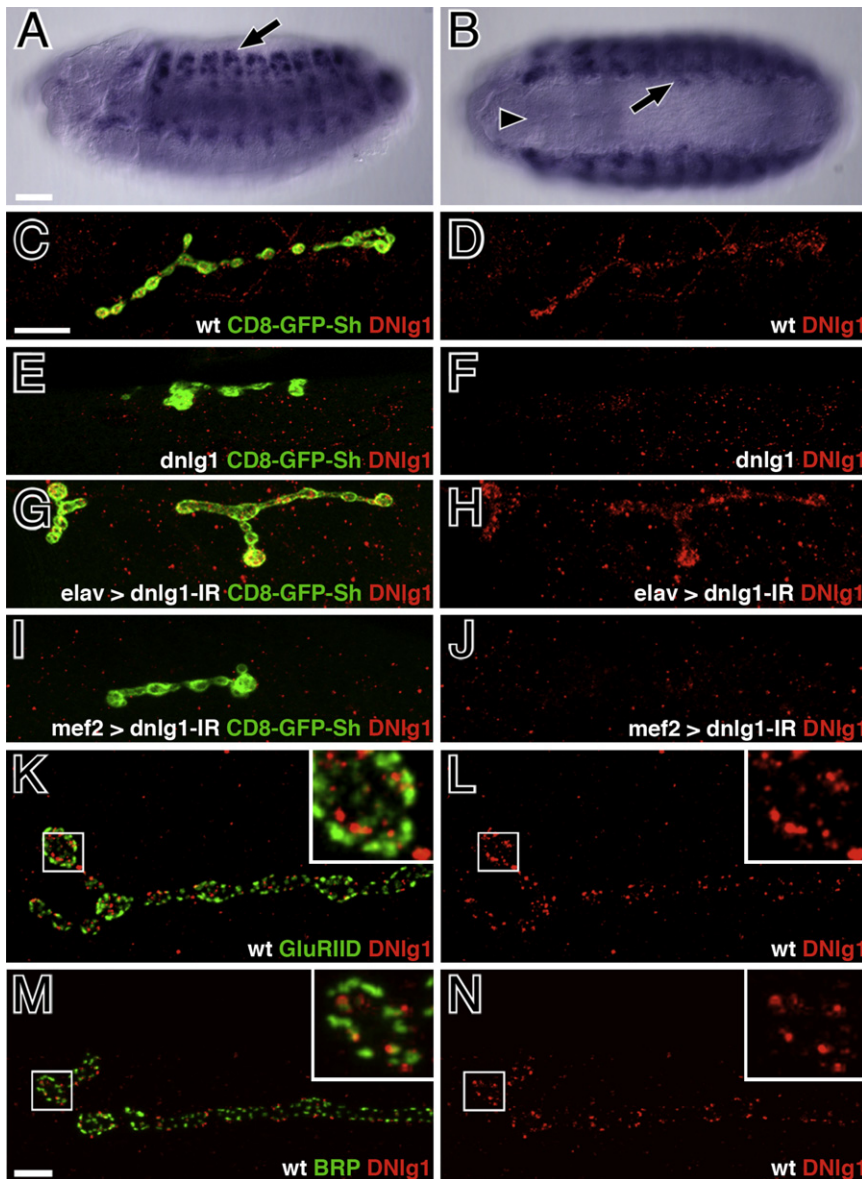 A
B
C
wt CD8-GFP-Sh DNlg1
D
wt DNlg1
E
dnlg1 CD8-GFP-Sh DNlg1
F
dnlg1 DNlg1
G
elav > dnlg1-IR CD8-GFP-Sh DNlg1
H
elav > dnlg1-IR DNlg1
I
mef2 > dnlg1-IR CD8-GFP-Sh DNlg1
J
mef2 > dnlg1-IR DNlg1
K
wt GluRIID DNlg1
L
wt DNlg1
M
wt BRP DNlg1
N
wt DNlg1